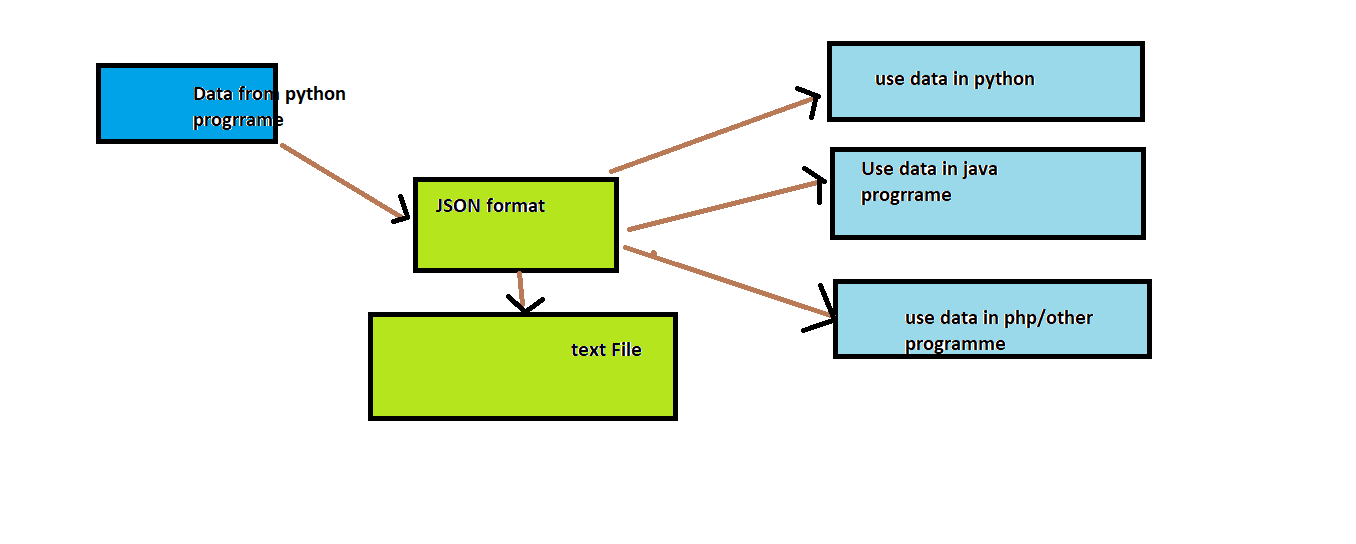 Data from python
progrrame
JSON format
text File
use data in python
Use data in java
progrrame
use data in php/other
programme